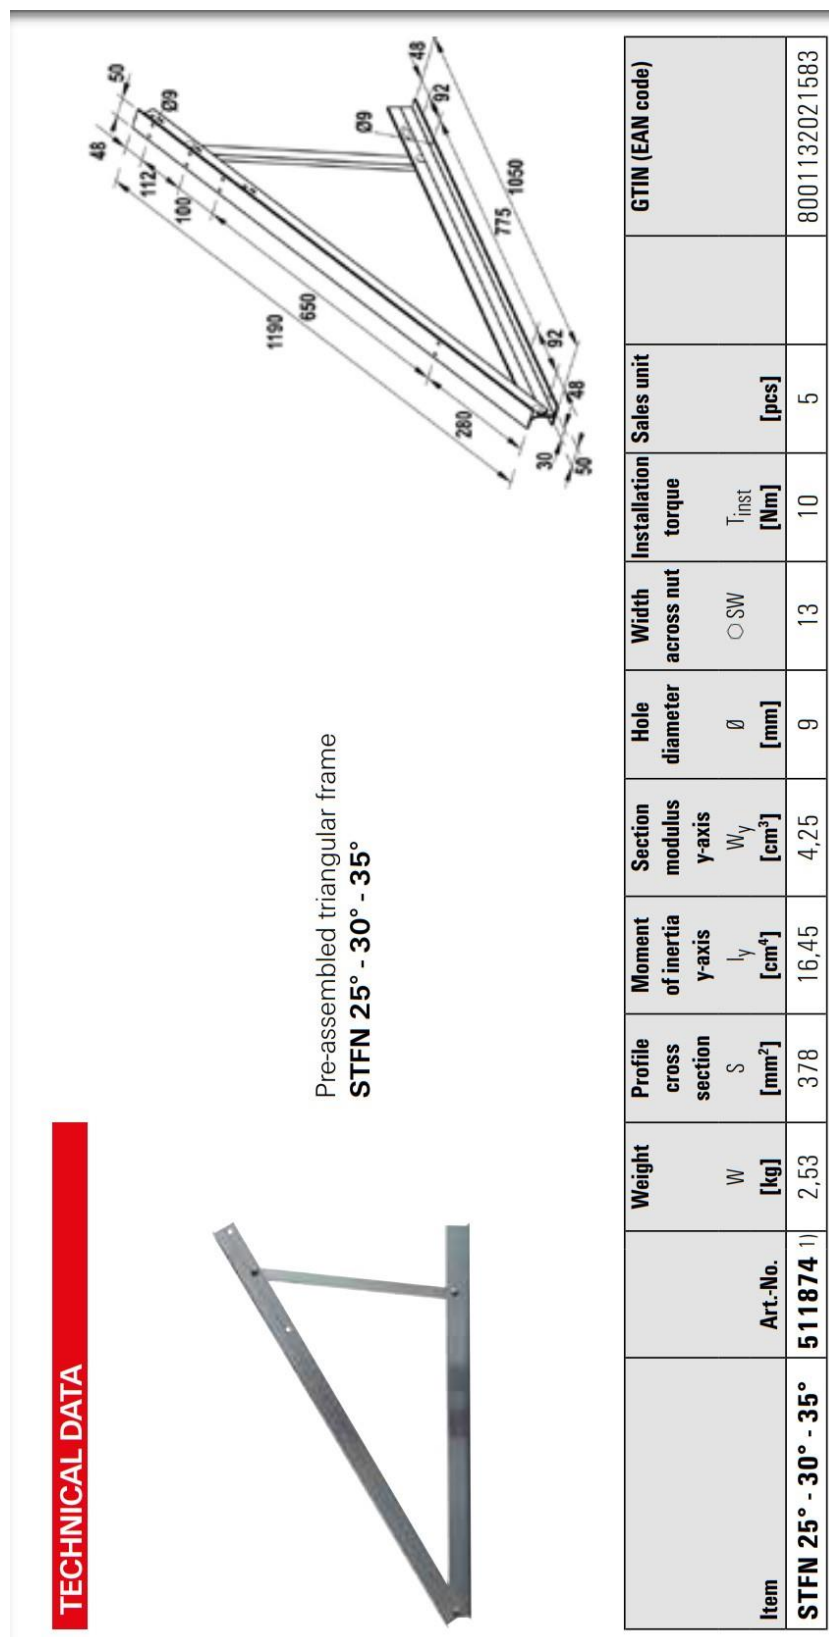 TECHNICAL DATA
Pre-assembled triangular frame
STFN 25° - 30° - 35°
50
48
Ø9
112
100
1190
650
280
Ø9
48
92
1050
775
92
48
30
50
Item
Art.-No.
Weight
W
[kg]
Profile
cross
section
S
[mm²]
Moment
of inertia
y-axis
Iy
[cm⁴]
Section
modulus
y-axis
Wy
[cm³]
Hole
diameter
Ø
[mm]
Width
across nut
⬡ SW
Installation
torque
Tinst
[Nm]
Sales unit
[pcs]
GTIN (EAN code)
STFN 25° - 30° - 35° 511874 1) 2,53 378 16,45 4,25 9 13 10 5 8001132021583